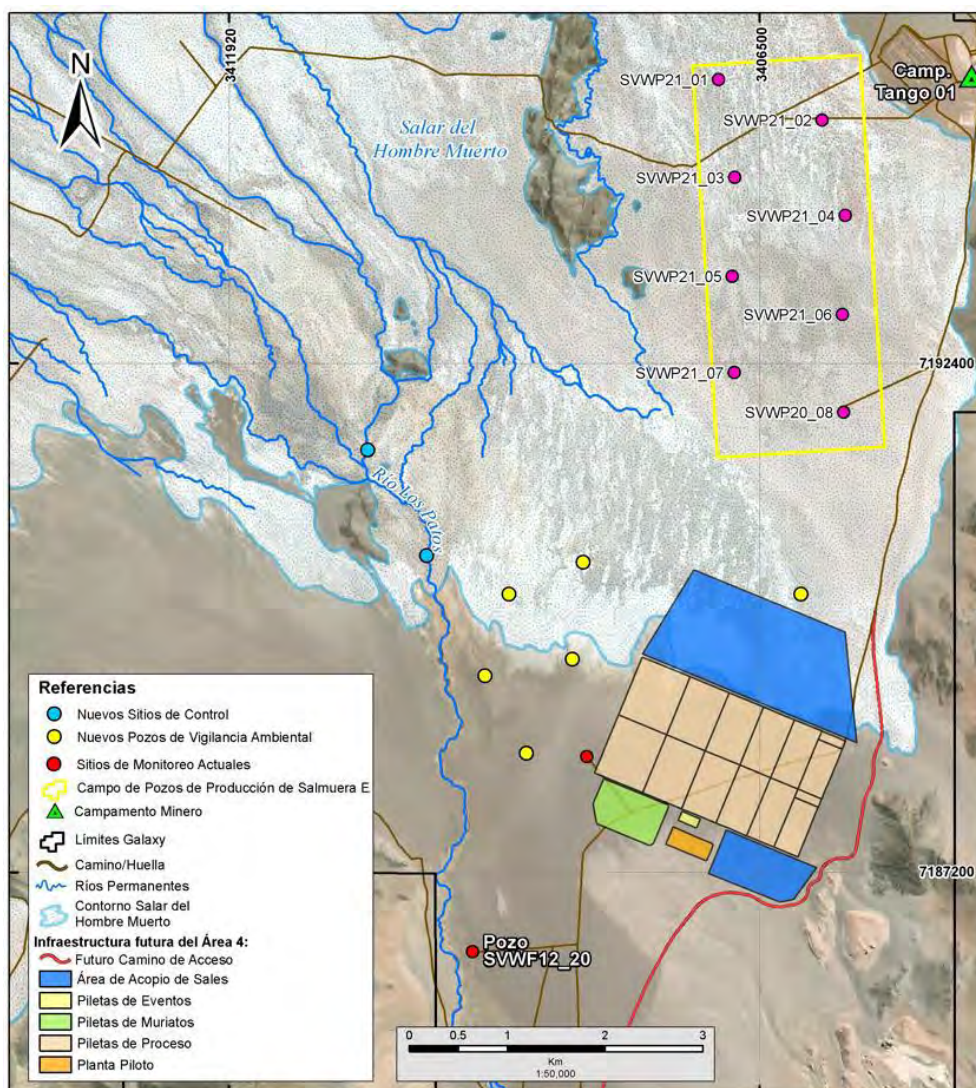 3411920
3406500
N
Camp.
Tango 01
SVWP21_01
SVWP21_02
Salar del
Hombre Muerto
SVWP21_03
SVWP21_04
SVWP21_05
SVWP21_06
7192400
SVWP21_07
SVWP20_08
Río Los Patos
Referencias
Nuevos Sitios de Control
Nuevos Pozos de Vigilancia Ambiental
Sitios de Monitoreo Actuales
Campo de Pozos de Producción de Salmuera E
Campamento Minero
Límites Galaxy
Camino/Huella
Ríos Permanentes
Contorno Salar del
Hombre Muerto
Infraestructura futura del Área 4:
Futuro Camino de Acceso
Área de Acopio de Sales
Piletas de Eventos
Piletas de Muriatos
Piletas de Proceso
Planta Piloto
7187200
Pozo
SVWF12_20
0 0.5 1 2 3
Km
1:50,000